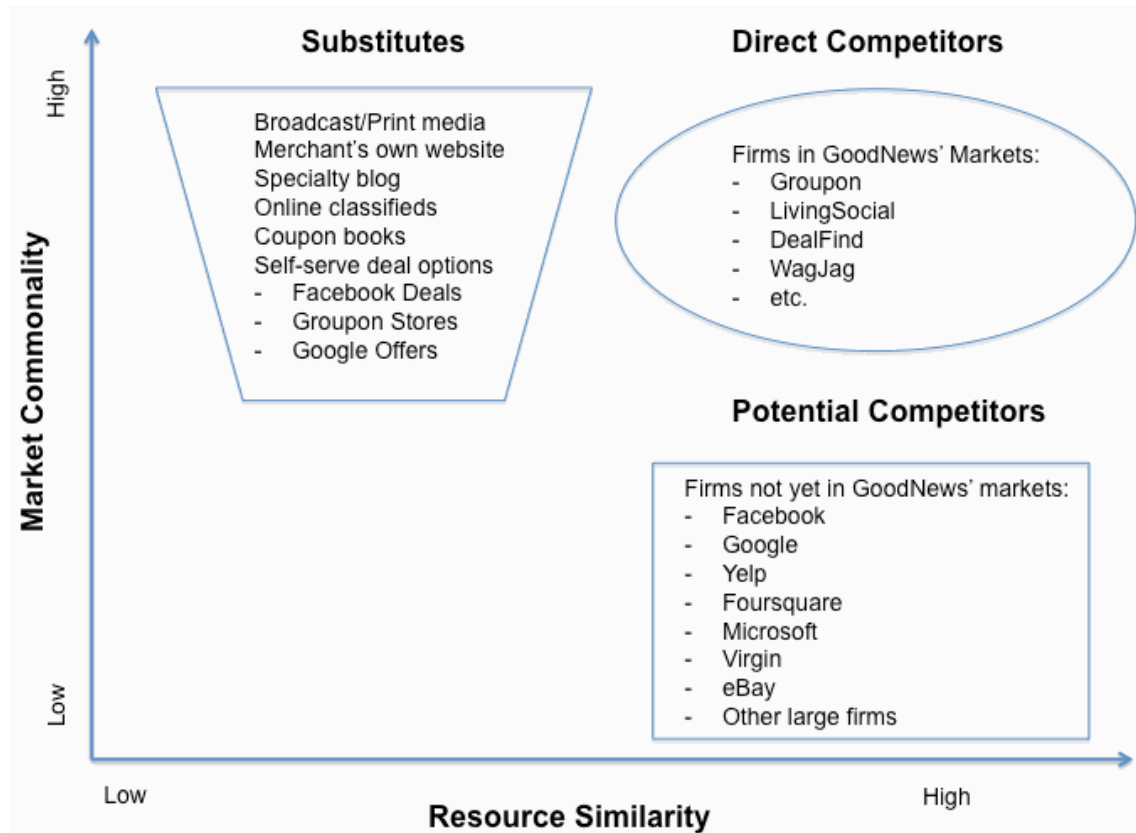 Substitutes
Direct Competitors
High
Broadcast/Print media
Merchant's own website
Specialty blog
Online classifieds
Coupon books
Self-serve deal options
- Facebook Deals
- Groupon Stores
- Google Offers
Firms in GoodNews' Markets:
- Groupon
- LivingSocial
- DealFind
- WagJag
- etc.
Market Commonality
Potential Competitors
Firms not yet in GoodNews' markets:
- Facebook
- Google
- Yelp
- Foursquare
- Microsoft
- Virgin
- eBay
- Other large firms
Low
Low
High
Resource Similarity